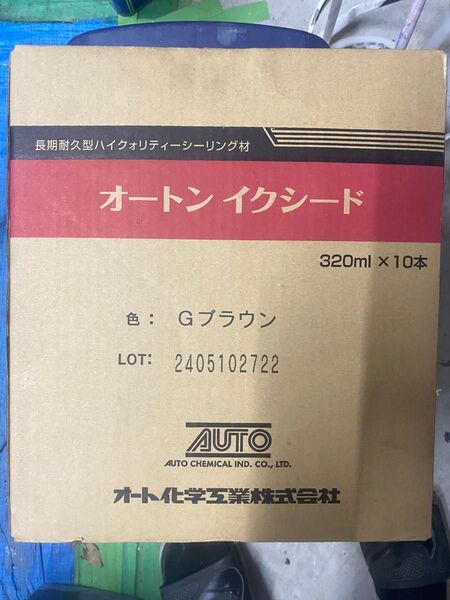 長期耐久型ハイクォリティーシーリング材
オートン イクシード
320ml×10本
色： Gブラウン
LOT: 2405102722
AUTO
AUTO CHEMICAL IND. CO., LTD.
オート化学工業株式会社